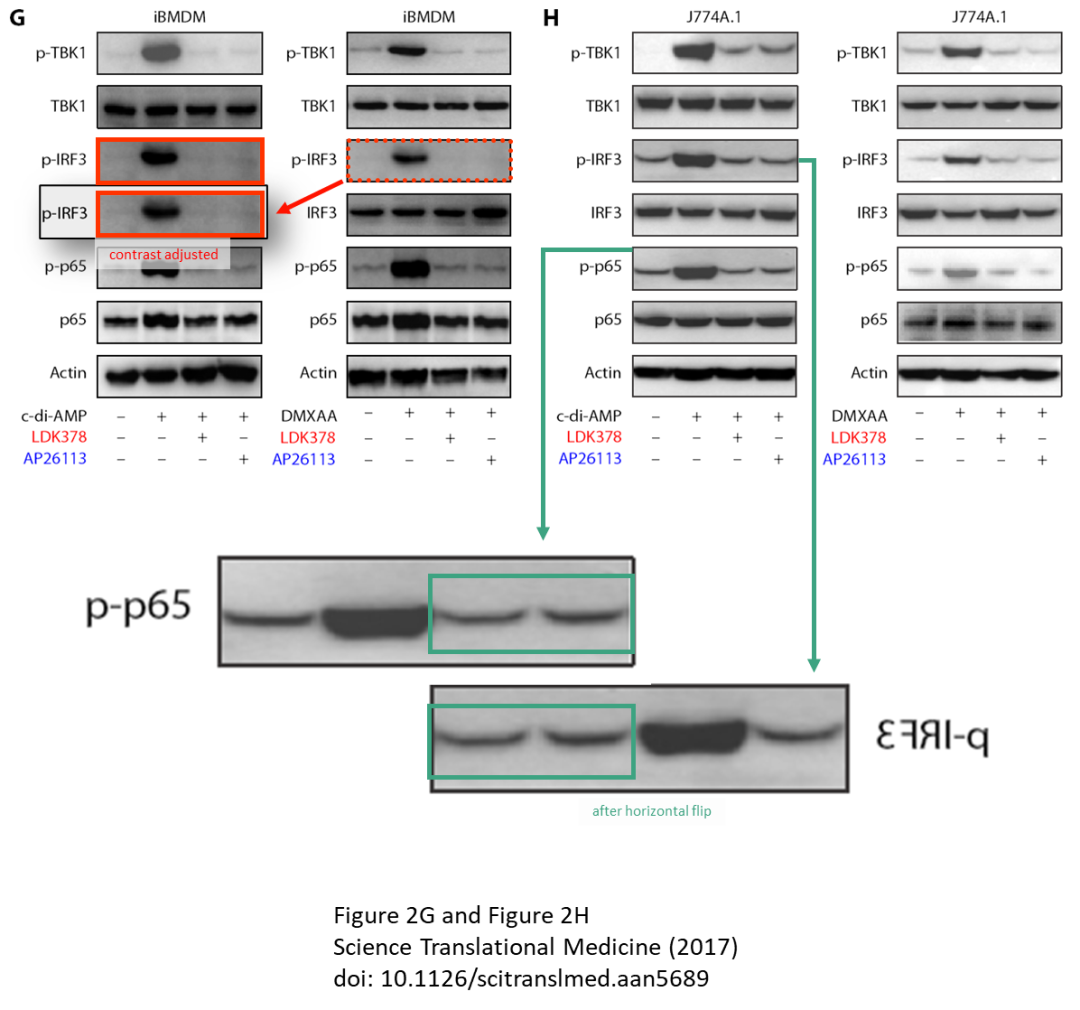 G iBMDM iBMDM H J774A.1 J774A.1
p-TBK1 p-TBK1 p-TBK1 p-TBK1
TBK1 TBK1 TBK1 TBK1
p-IRF3 p-IRF3 p-IRF3 p-IRF3
p-IRF3 IRF3 IRF3 IRF3
contrast adjusted
p-p65 p-p65 p-p65 p-p65
p65 p65 p65 p65
Actin Actin Actin Actin
c-di-AMP – + + + DMXAA – + + + c-di-AMP – + + + DMXAA – + + +
LDK378 – – + LDK378 – – + LDK378 – – + LDK378 – – +
AP26113 – – + AP26113 – – + AP26113 – – + AP26113 – – +
p-p65
p-IRF3
after horizontal flip
Figure 2G and Figure 2H
Science Translational Medicine (2017)
doi: 10.1126/scitranslmed.aan5689